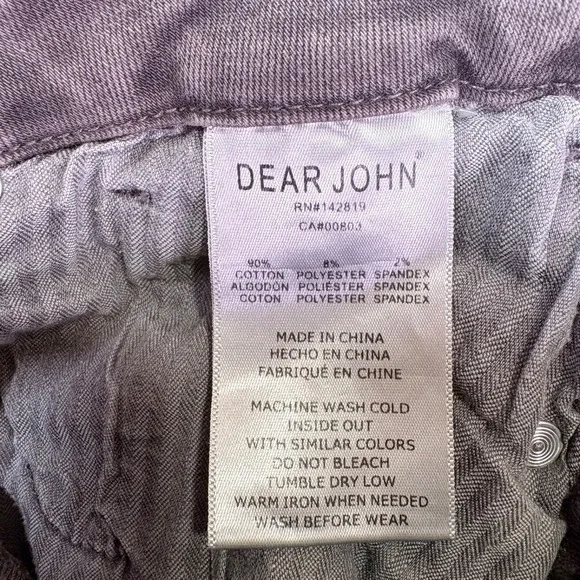 DEAR JOHN®
RN#142819
CA#00803
90% 8% 2%
COTTON POLYESTER SPANDEX
ALGODÓN POLIÉSTER SPANDEX
COTON POLYESTER SPANDEX
MADE IN CHINA
HECHO EN CHINA
FABRIQUÉ EN CHINE
MACHINE WASH COLD
INSIDE OUT
WITH SIMILAR COLORS
DO NOT BLEACH
TUMBLE DRY LOW
WARM IRON WHEN NEEDED
WASH BEFORE WEAR